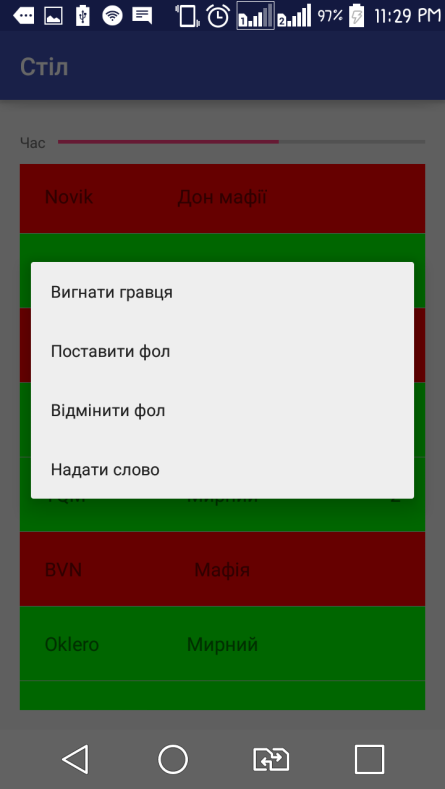 97% 11:29 PM
Стіл
Час
Novik Дон мафії
Вигнати гравця
Поставити фол
Відмінити фол
Надати слово
Мирний
BVN Мафія
Oklero Мирний